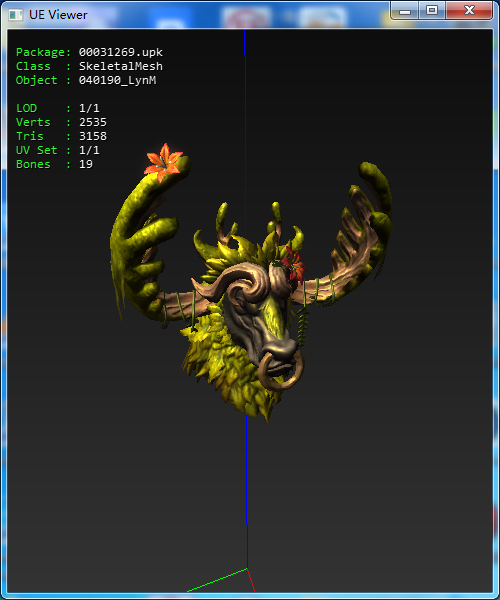 UE Viewer
Package: 00031269.upk
Class : SkeletalMesh
Object : 040190_LynM
LOD : 1/1
Verts : 2535
Tris : 3158
UV Set : 1/1
Bones : 19